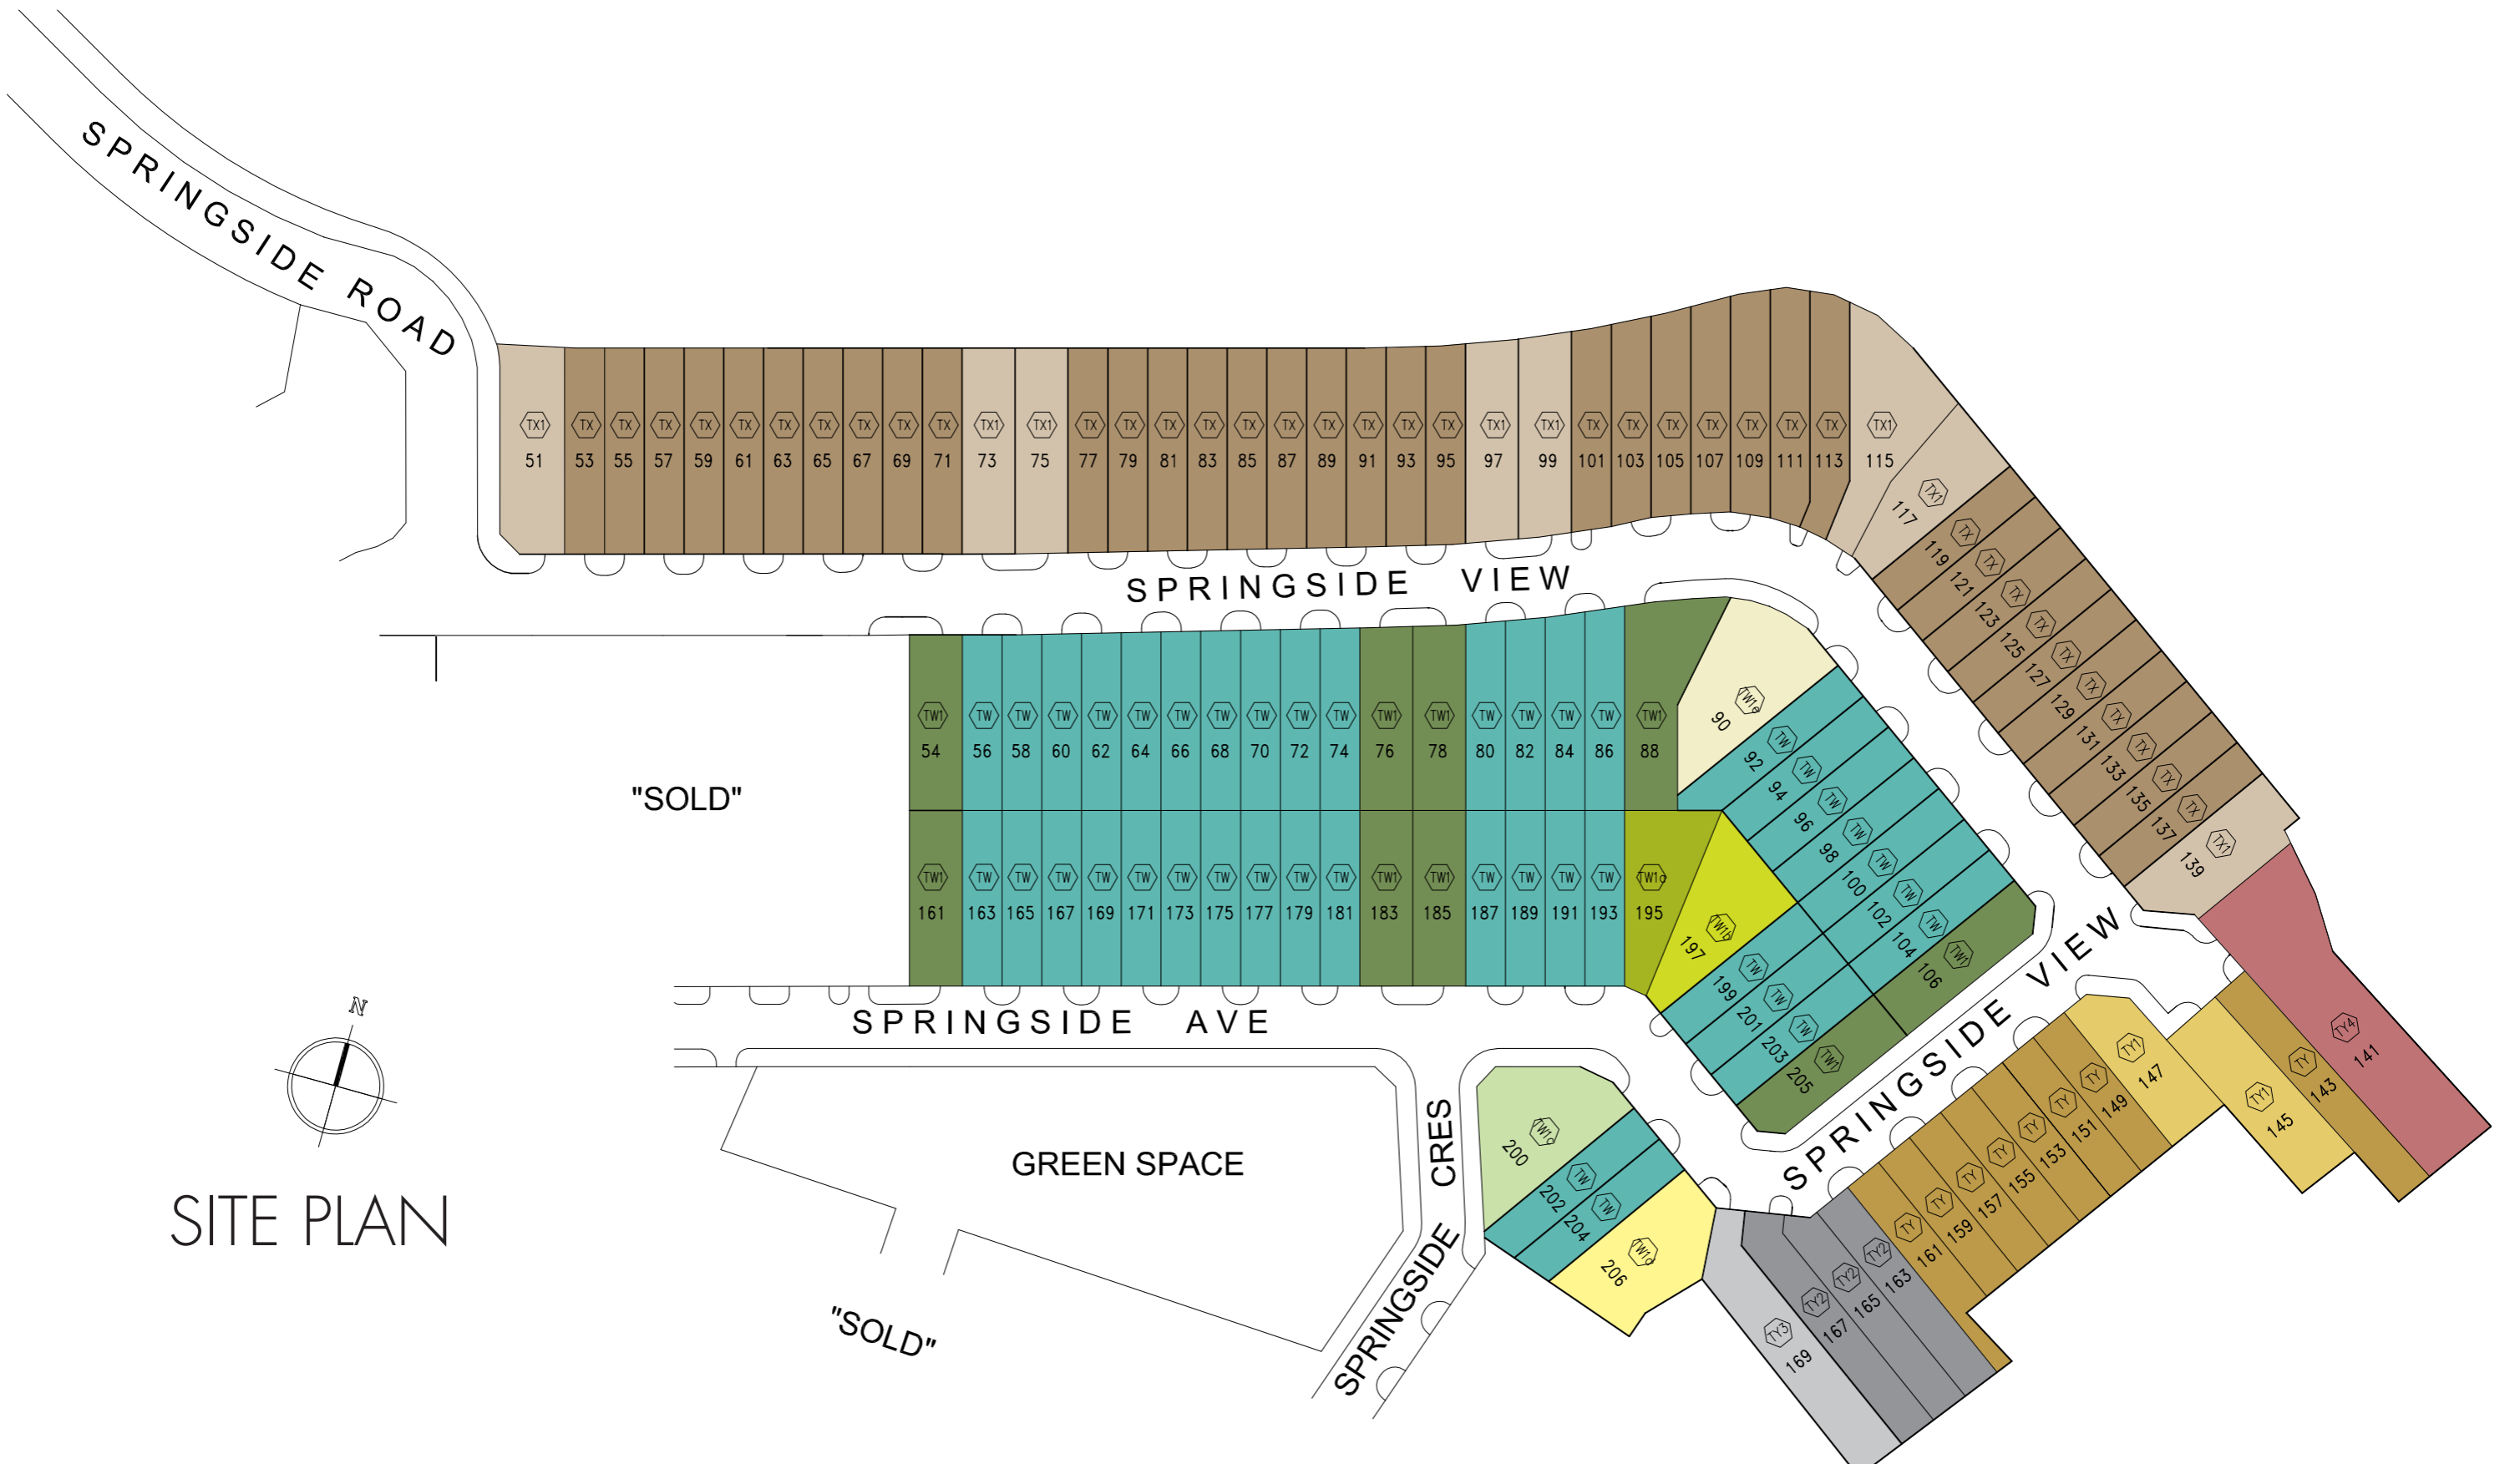 SPRINGSIDE ROAD
TX1 TX TX TX TX TX TX TX TX TX TX TX1 TX1 TX TX TX TX TX TX TX TX TX TX TX1 TX1 TX TX TX TX TX TX TX TX1
51 53 55 57 59 61 63 65 67 69 71 73 75 77 79 81 83 85 87 89 91 93 95 97 99 101 103 105 107 109 111 113 115
TX1 117
TX 119
TX 121
TX 123
TX 125
TX 127
TX 129
TX 131
TX 133
TX 135
TX 137
TX1 139
SPRINGSIDE VIEW
TW1 TW TW TW TW TW TW TW TW TW TW TW1 TW1 TW TW TW TW TW1
54 56 58 60 62 64 66 68 70 72 74 76 78 80 82 84 86 88
TW1e 90
TW 92
TW 94
TW 96
TW 98
TW 100
TW 102
TW 104
TW1 106
"SOLD"
TW1 TW TW TW TW TW TW TW TW TW TW TW1 TW1 TW TW TW TW TW1a
161 163 165 167 169 171 173 175 177 179 181 183 185 187 189 191 193 195
TW1b 197
TW 199
TW 201
TW 203
TW1 205
SPRINGSIDE AVE
SPRINGSIDE VIEW
TY4 141
TY 143
TY1 145
TY1 147
TY 149
TY 151
TY 153
TY 155
TY 157
TY 159
TY 161
TY2 163
TY2 165
TY2 167
TY3 169
N
SITE PLAN
GREEN SPACE
SPRINGSIDE CRES
TW1c 200
TW 202
TW 204
TW1d 206
"SOLD"